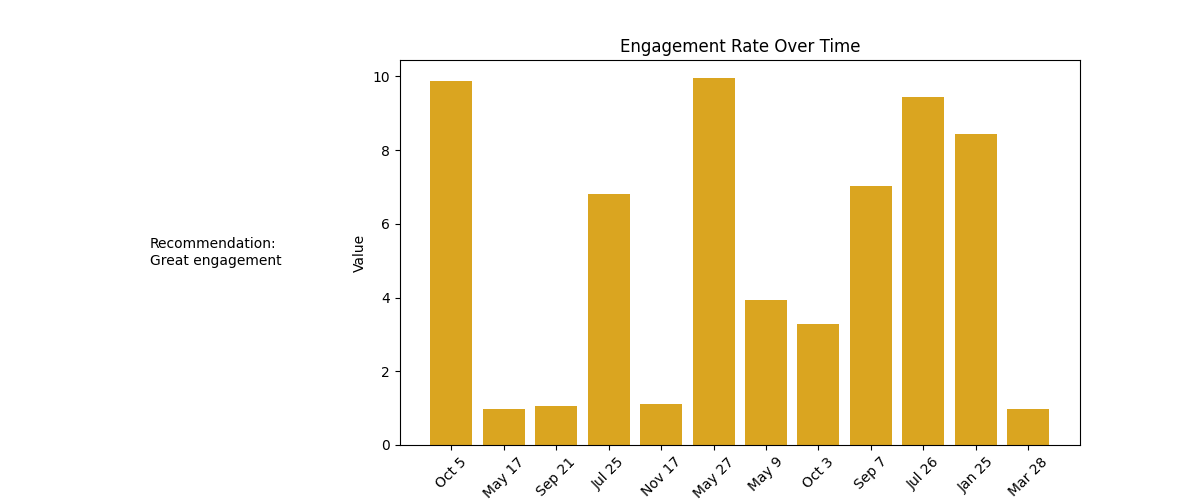 Engagement Rate Over Time
Recommendation:
Great engagement
Value
10
8
6
4
2
0
Oct 5
May 17
Sep 21
Jul 25
Nov 17
May 27
May 9
Oct 3
Sep 7
Jul 26
Jan 25
Mar 28